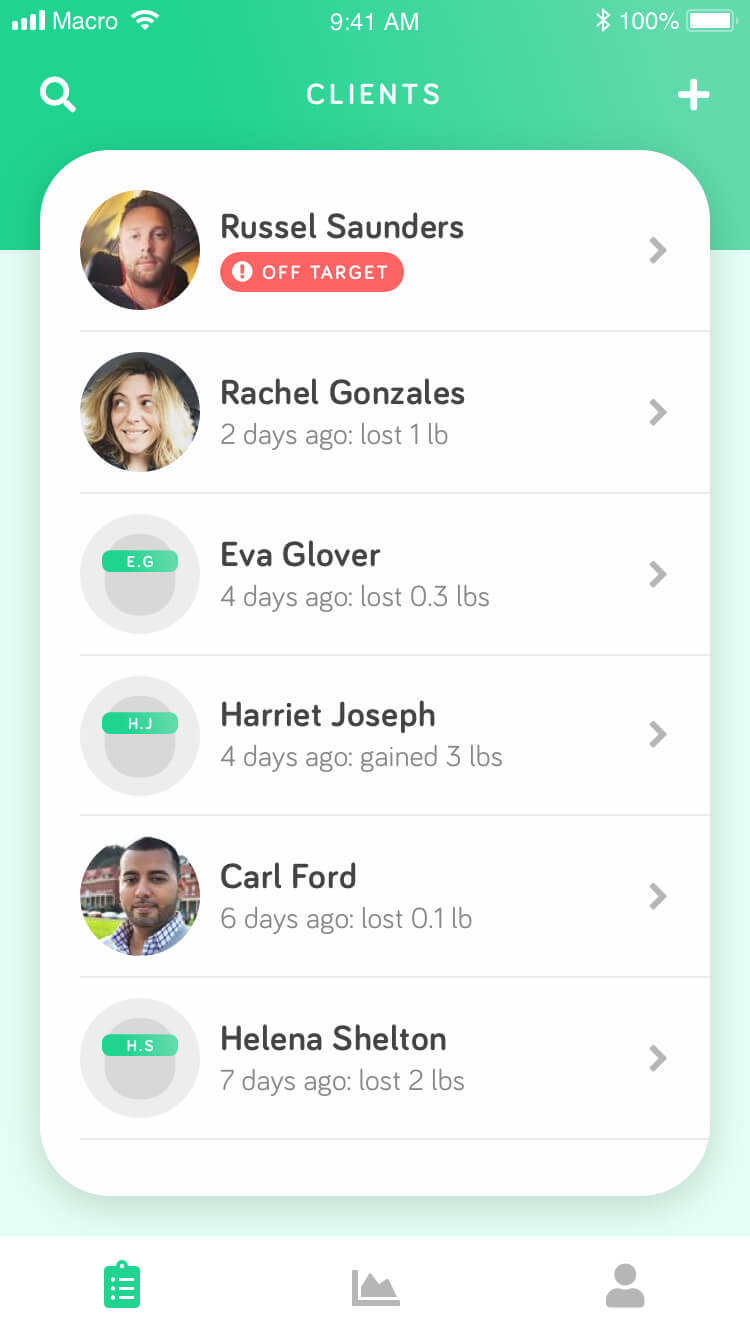 Macro
9:41 AM
100%
CLIENTS
Russel Saunders
OFF TARGET
Rachel Gonzales
2 days ago: lost 1 lb
E.G
Eva Glover
4 days ago: lost 0.3 lbs
H.J
Harriet Joseph
4 days ago: gained 3 lbs
Carl Ford
6 days ago: lost 0.1 lb
H.S
Helena Shelton
7 days ago: lost 2 lbs